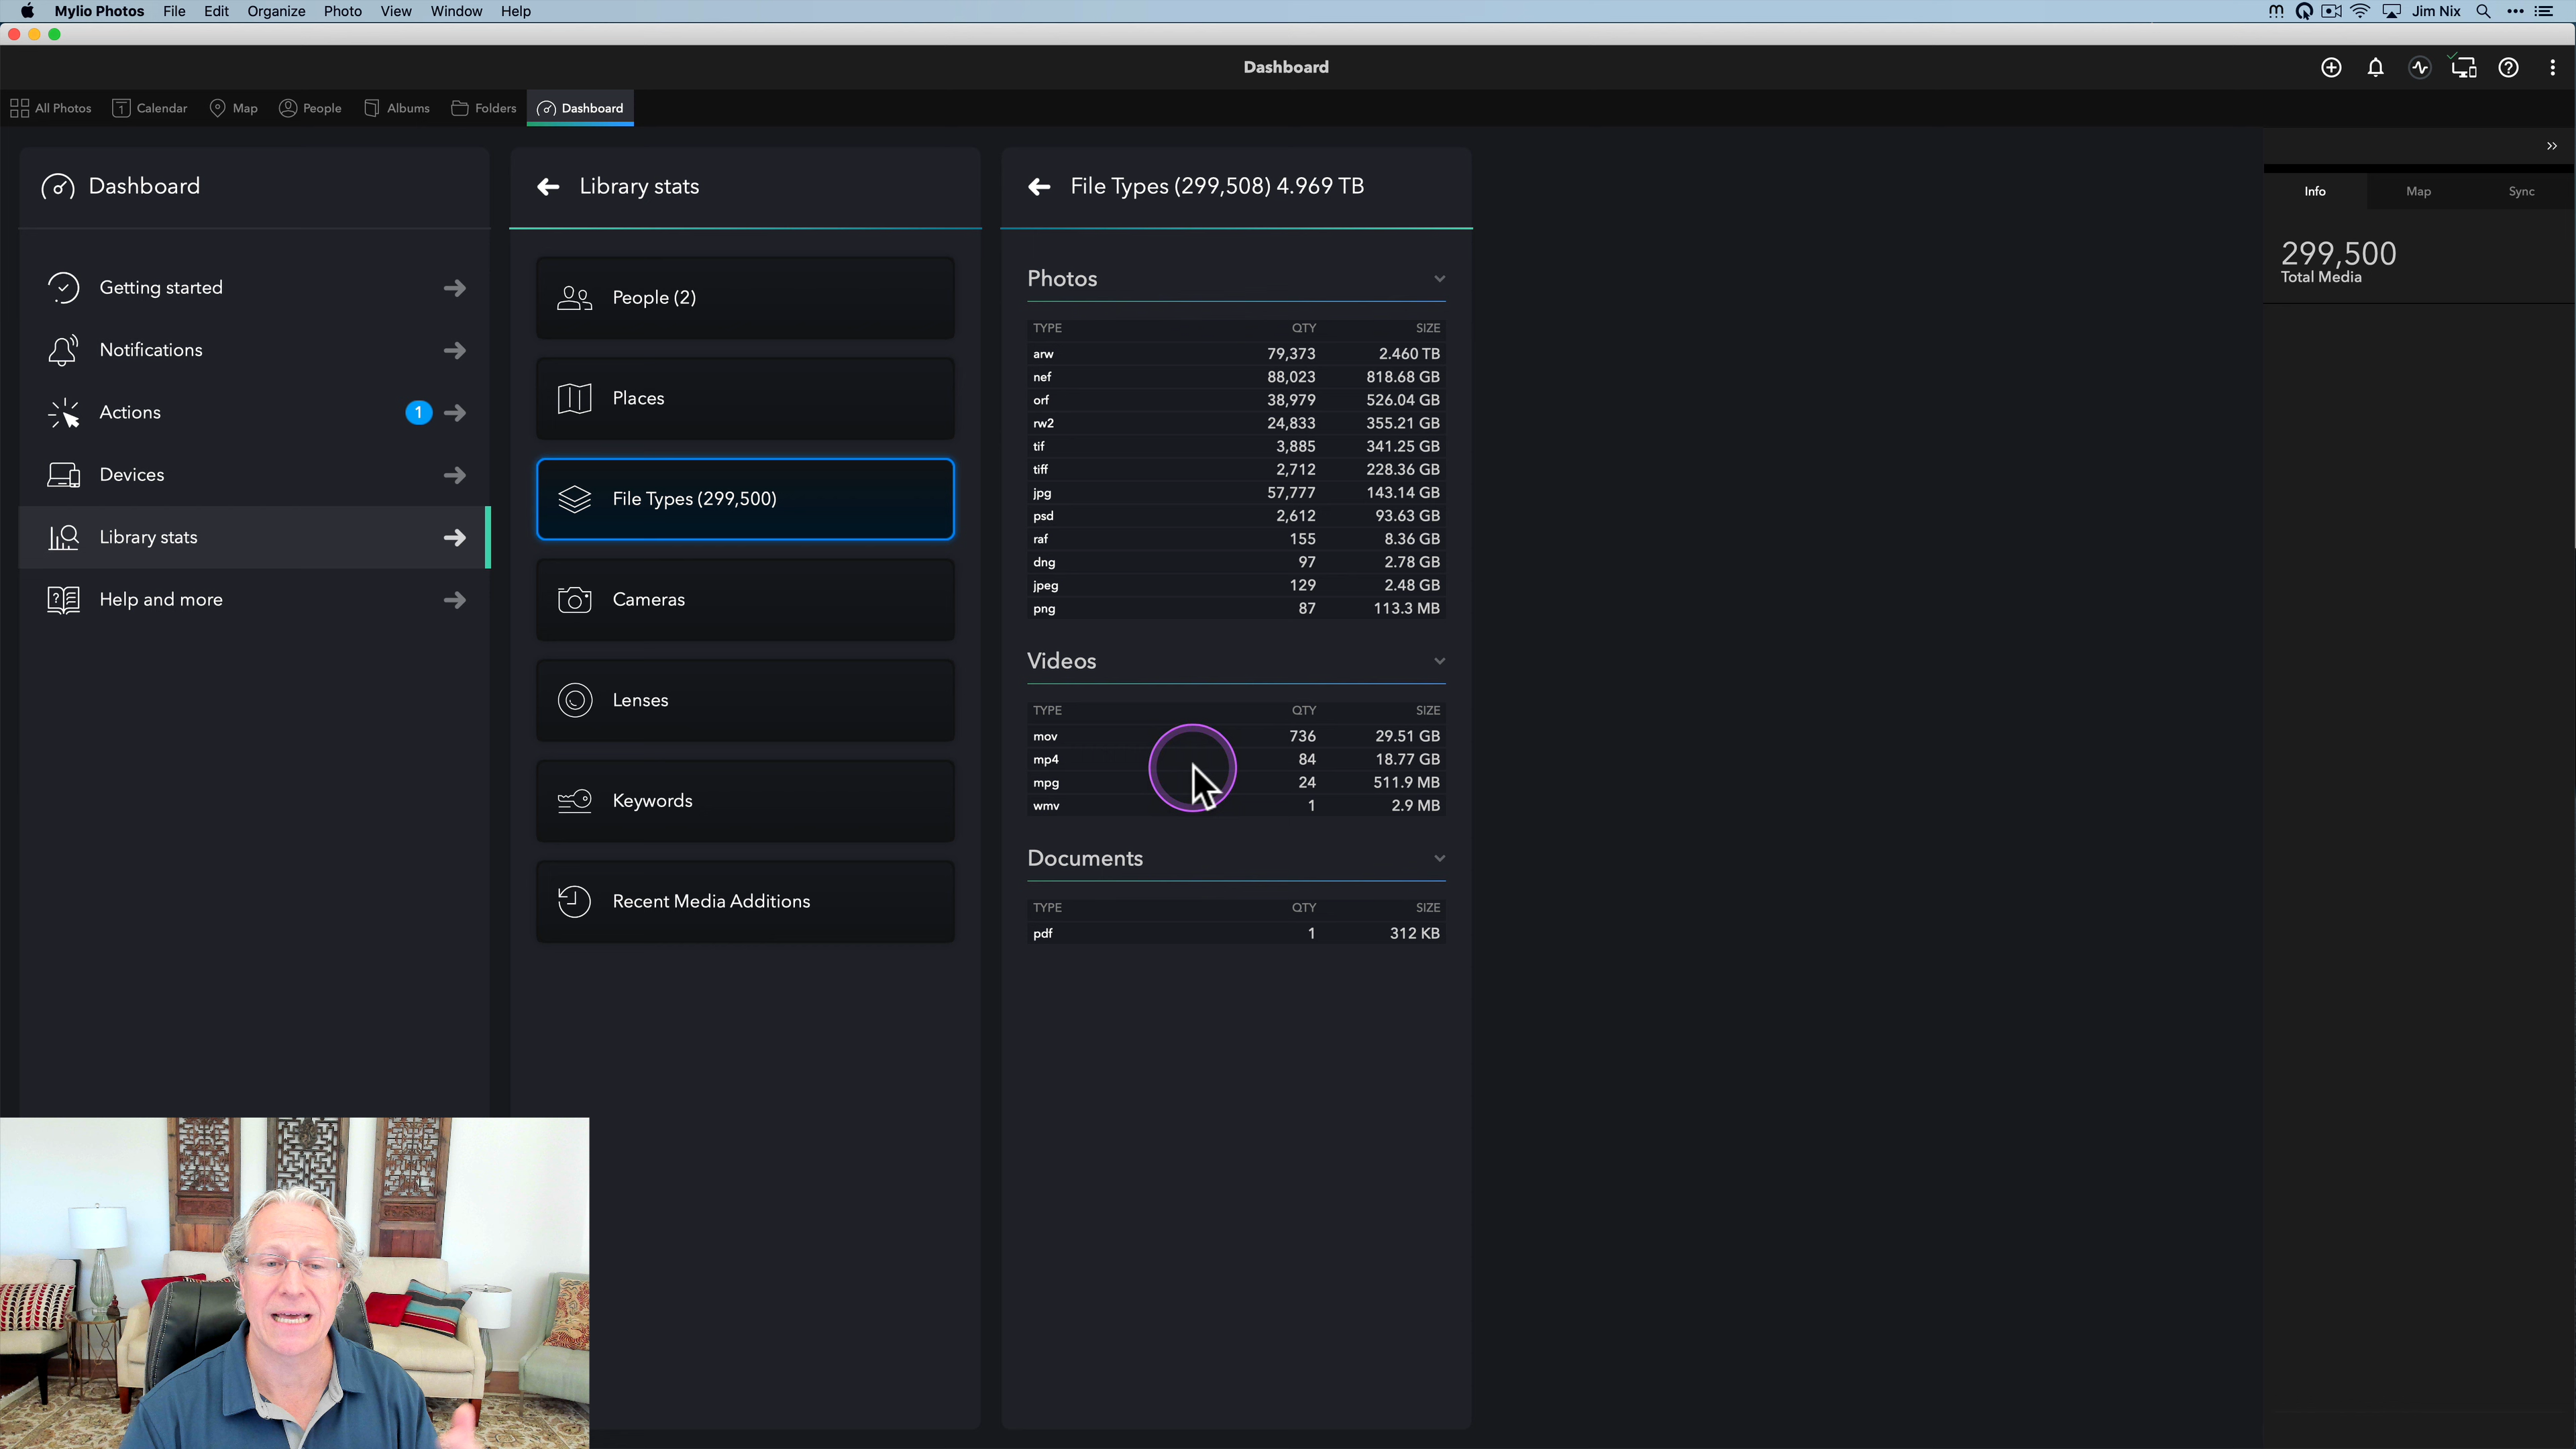 Mylio Photos File Edit Organize Photo View Window Help Jim Nix
Dashboard
All Photos 1 Calendar Map People Albums Folders Dashboard
Dashboard
Getting started
Notifications
Actions 1
Devices
Library stats
Help and more
Library stats
People (2)
Places
File Types (299,500)
Cameras
Lenses
Keywords
Recent Media Additions
File Types (299,508) 4.969 TB
Photos
TYPE QTY SIZE
arw 79,373 2.460 TB
nef 88,023 818.68 GB
orf 38,979 526.04 GB
rw2 24,833 355.21 GB
tif 3,885 341.25 GB
tiff 2,712 228.36 GB
jpg 57,777 143.14 GB
psd 2,612 93.63 GB
raf 155 8.36 GB
dng 97 2.78 GB
jpeg 129 2.48 GB
png 87 113.3 MB
Videos
TYPE QTY SIZE
mov 736 29.51 GB
mp4 84 18.77 GB
mpg 24 511.9 MB
wmv 1 2.9 MB
Documents
TYPE QTY SIZE
pdf 1 312 KB
Info Map Sync
299,500
Total Media